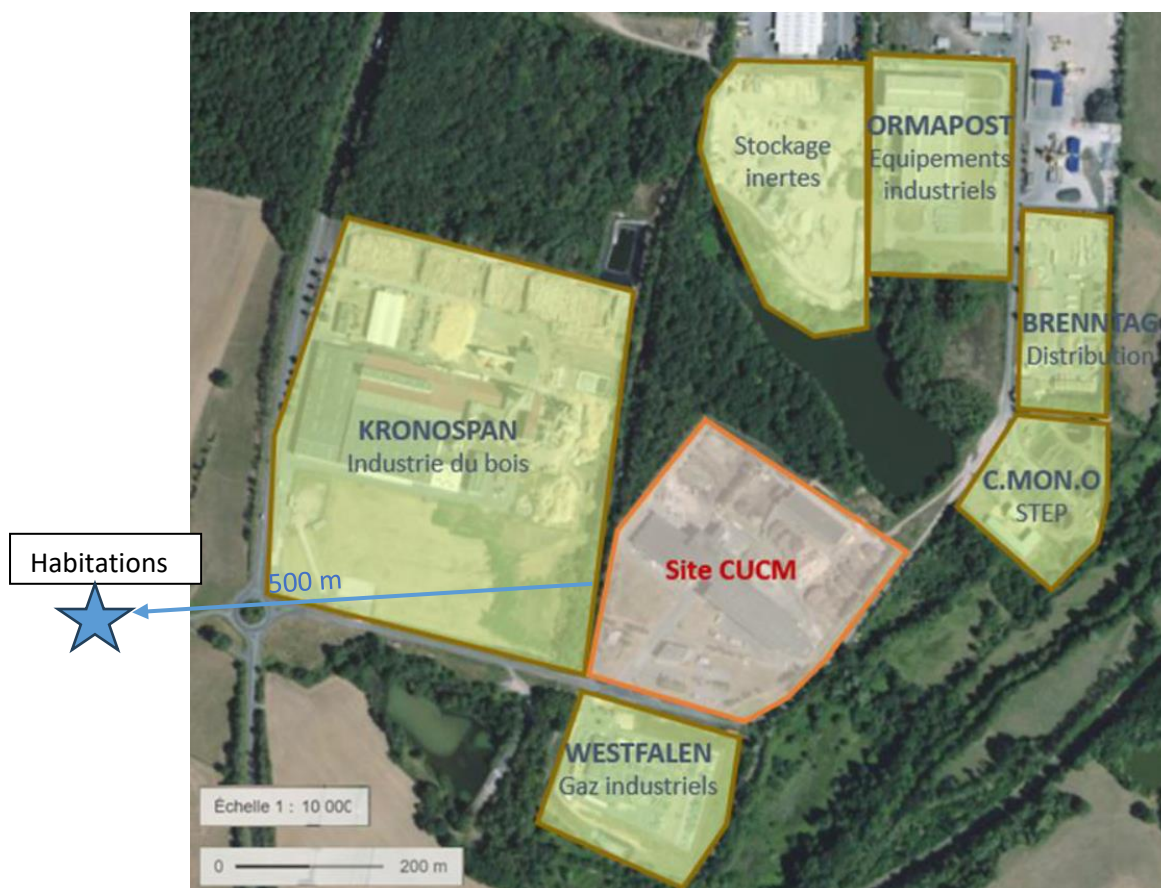 Stockage
inertes
ORMAPOST
Equipements
industriels
BRENNTAG
Distribution
KRONOSPAN
Industrie du bois
C.MON.O
STEP
Habitations
500 m
Site CUCM
WESTFALEN
Gaz industriels
Échelle 1 : 10 000
0 200 m